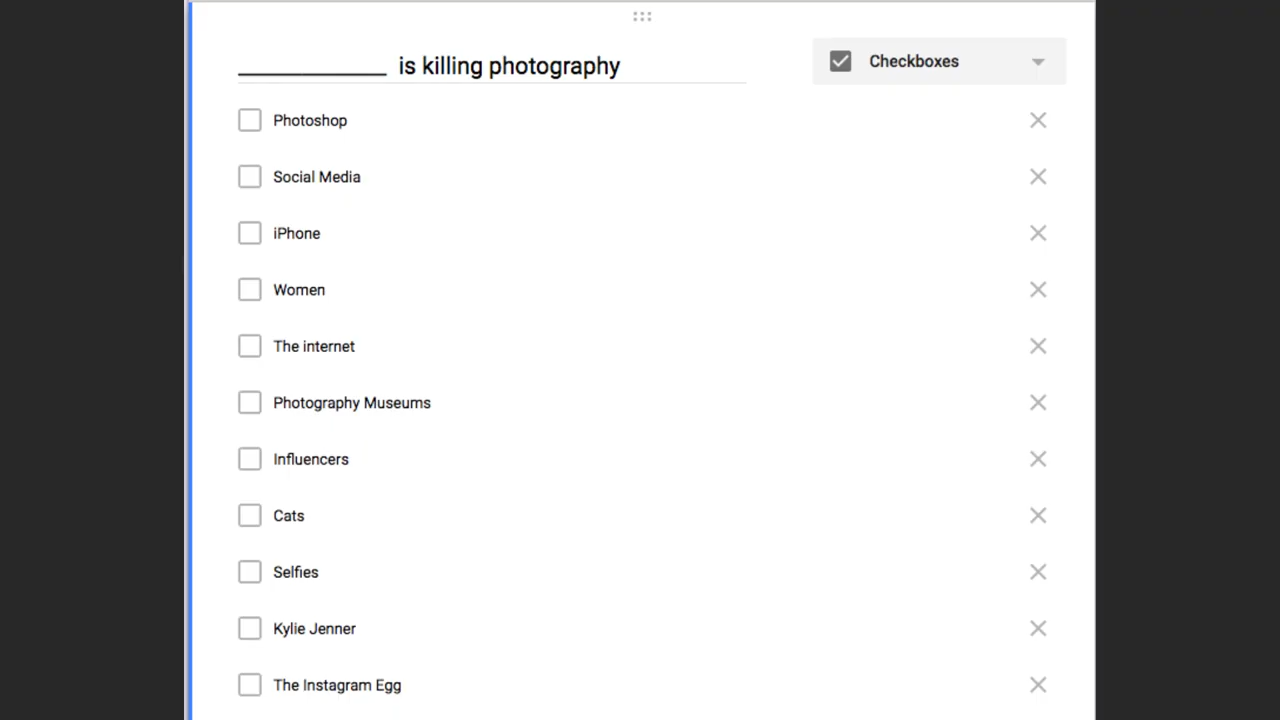 ____________ is killing photography
Checkboxes
Photoshop
Social Media
iPhone
Women
The internet
Photography Museums
Influencers
Cats
Selfies
Kylie Jenner
The Instagram Egg